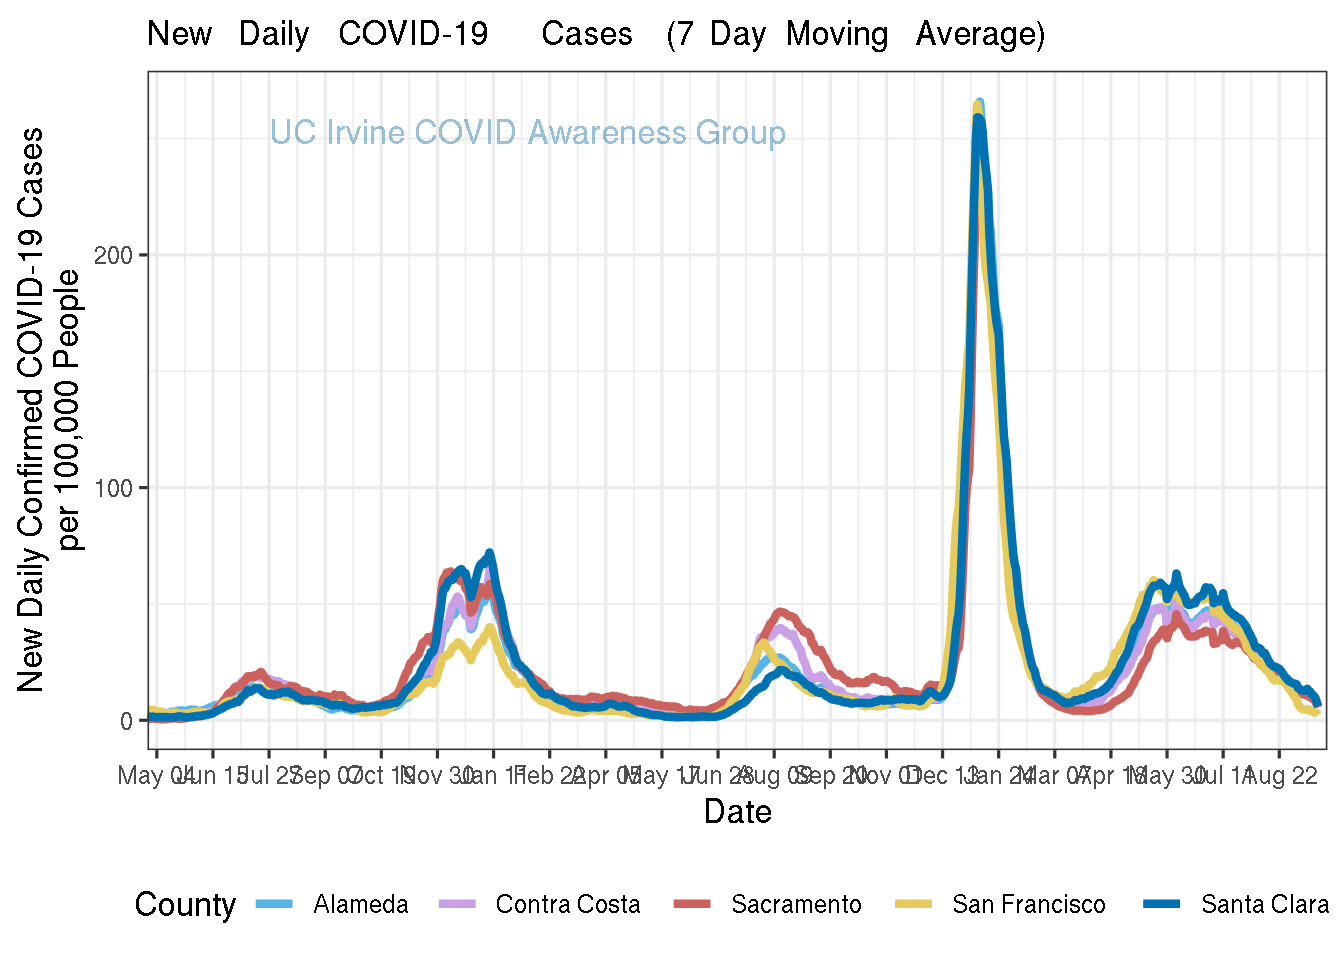 New Daily COVID-19 Cases (7 Day Moving Average)
UC Irvine COVID Awareness Group
New Daily Confirmed COVID-19 Cases
per 100,000 People
200
100
0
May 04 Jun 15 Jul 27 Sep 07 Oct 19 Nov 30 Jan 11 Feb 22 Apr 05 May 17 Jun 28 Aug 09 Sep 20 Nov 01 Dec 13 Jan 24 Mar 07 Apr 18 May 30 Jul 11 Aug 22
Date
County Alameda Contra Costa Sacramento San Francisco Santa Clara